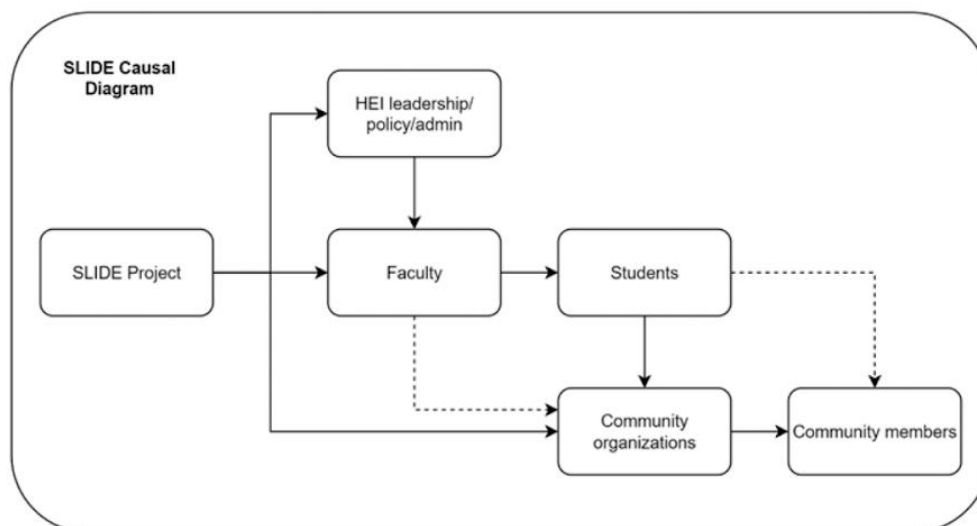 SLIDE Causal
Diagram
HEI leadership/
policy/admin
SLIDE Project
Faculty
Students
Community
organizations
Community members